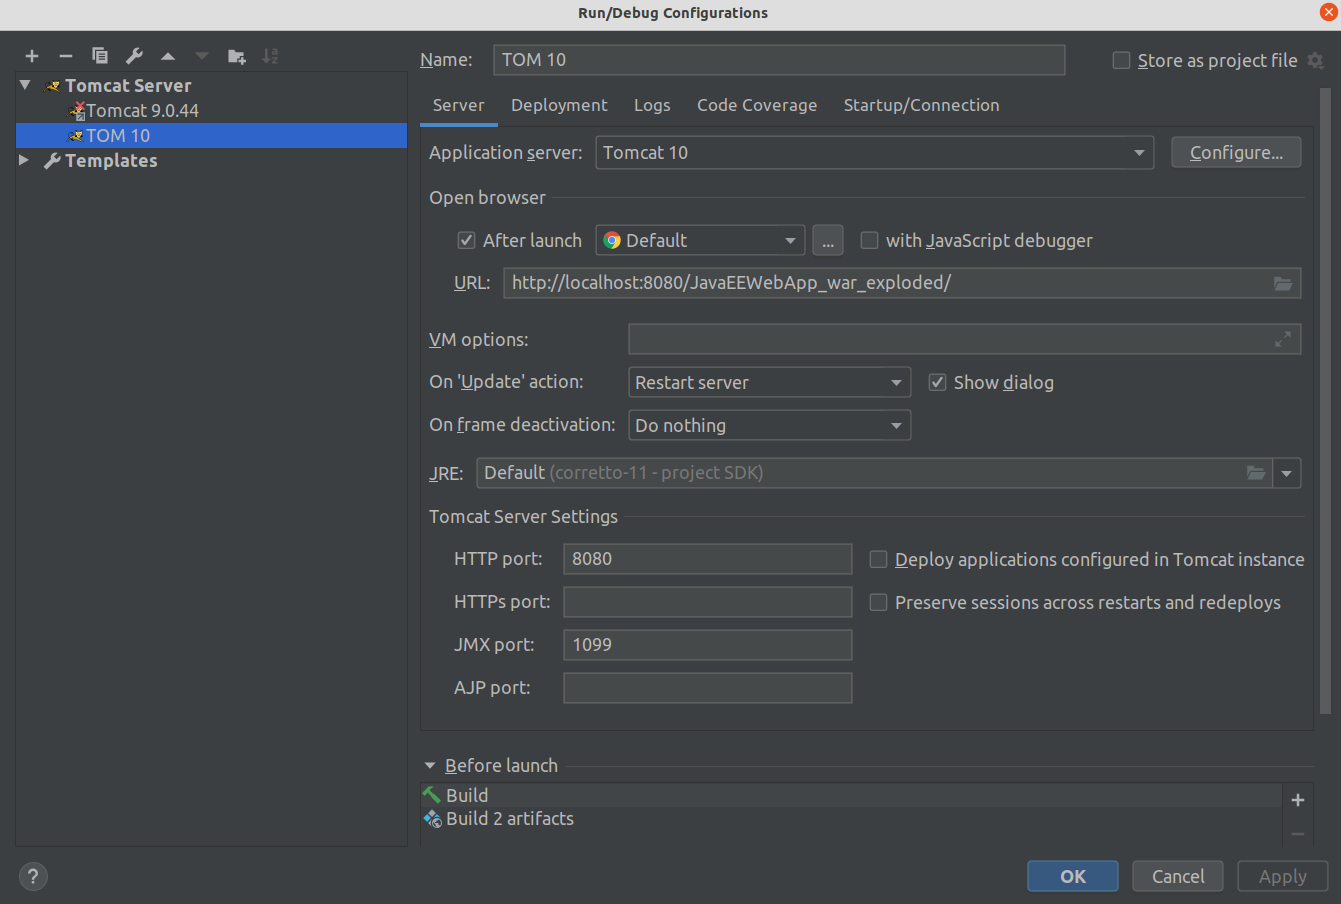 Run/Debug Configurations
Name: TOM 10 Store as project file
Tomcat Server
Tomcat 9.0.44
TOM 10
Templates
Server Deployment Logs Code Coverage Startup/Connection
Application server: Tomcat 10 Configure...
Open browser
After launch Default ... with JavaScript debugger
URL: http://localhost:8080/JavaEEWebApp_war_exploded/
VM options:
On 'Update' action: Restart server Show dialog
On frame deactivation: Do nothing
JRE: Default (corretto-11 - project SDK)
Tomcat Server Settings
HTTP port: 8080 Deploy applications configured in Tomcat instance
HTTPs port: Preserve sessions across restarts and redeploys
JMX port: 1099
AJP port:
Before launch
Build
Build 2 artifacts
? OK Cancel Apply